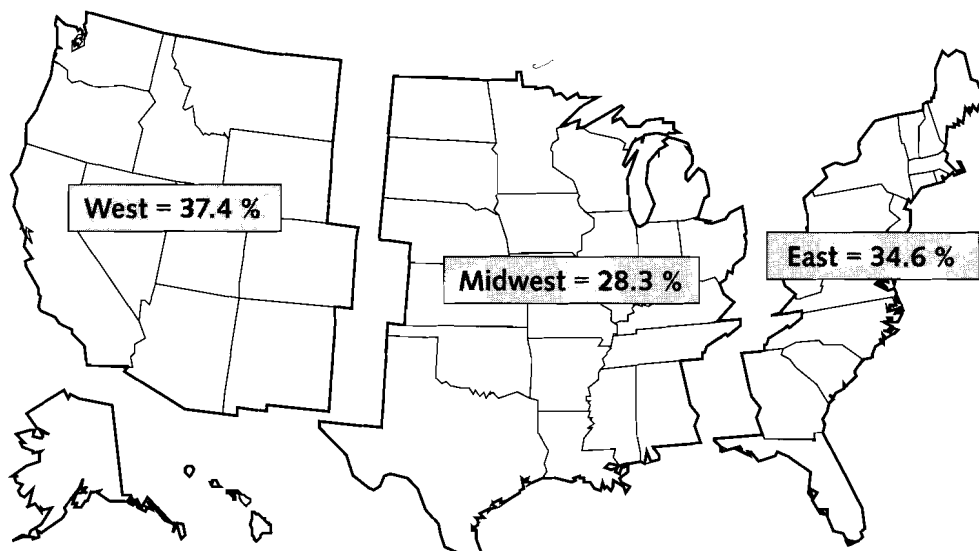 West = 37.4 %
Midwest = 28.3 %
East = 34.6 %